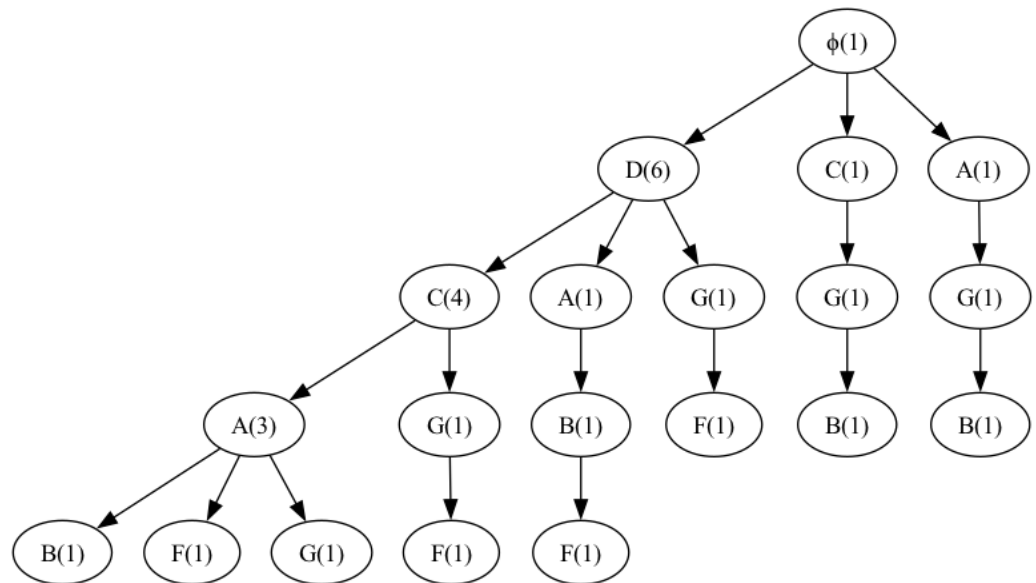 ϕ(1)
D(6) C(1) A(1)
C(4) A(1) G(1) G(1) G(1)
A(3) G(1) B(1) F(1) B(1) B(1)
B(1) F(1) G(1) F(1) F(1)